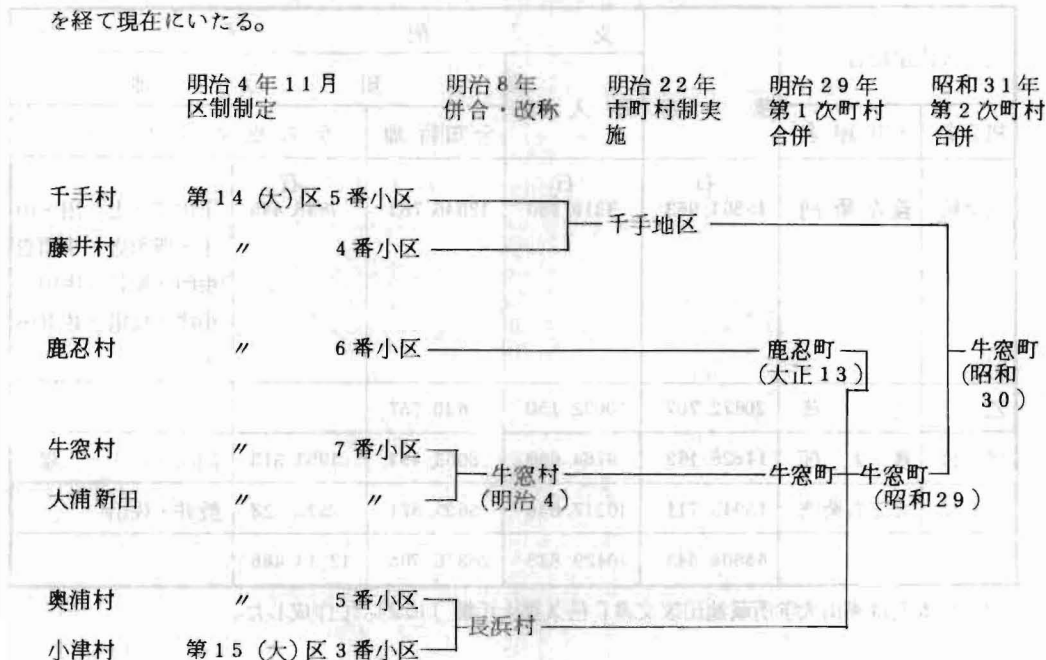 を経て現在にいたる。
明治4年11月 明治8年 明治22年 明治29年 昭和31年
区制制定 併合・改称 市町村制実 第1次町村 第2次町村
施 合併 合併
千手村 第14(大)区5番小区
千手地区
藤井村 〃 4番小区
鹿忍村 〃 6番小区 鹿忍町 牛窓町
(大正13) (昭和
30)
牛窓村 〃 7番小区
牛窓村 牛窓町 牛窓町
大浦新田 〃 〃 (明治4) (昭和29)
奥浦村 〃 5番小区
長浜村
小津村 第15(大)区3番小区